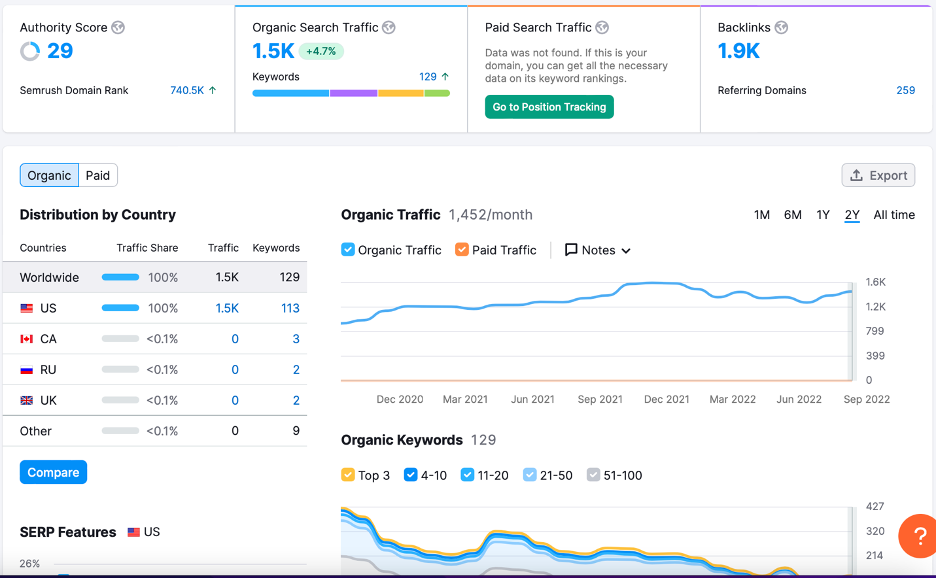 Authority Score
29
Semrush Domain Rank 740.5K ↑
Organic Search Traffic
1.5K +4.7%
Keywords 129 ↑
Paid Search Traffic
Data was not found. If this is your
domain, you can get all the necessary
data on its keyword rankings.
Go to Position Tracking
Backlinks
1.9K
Referring Domains 259
Organic Paid
Export
Distribution by Country
Countries Traffic Share Traffic Keywords
Worldwide 100% 1.5K 129
US 100% 1.5K 113
CA <0.1% 0 3
RU <0.1% 0 2
UK <0.1% 0 2
Other <0.1% 0 9
Compare
SERP Features US
26%
Organic Traffic 1,452/month
1M 6M 1Y 2Y All time
Organic Traffic Paid Traffic Notes
1.6K
1.2K
799
399
0
Dec 2020 Mar 2021 Jun 2021 Sep 2021 Dec 2021 Mar 2022 Jun 2022 Sep 2022
Organic Keywords 129
Top 3 4-10 11-20 21-50 51-100
427
320
214
?